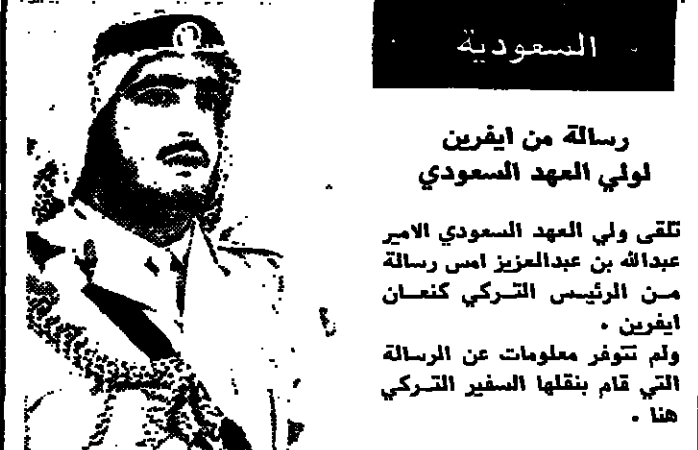 السعودية
رسالة من ايفرين
لولي العهد السعودي
تلقى ولي العهد السعودي الامير
عبدالله بن عبدالعزيز امس رسالة
من الرئيس التركي كنعان
ايفرين .
ولم تتوفر معلومات عن الرسالة
التي قام بنقلها السفير التركي
هنا .